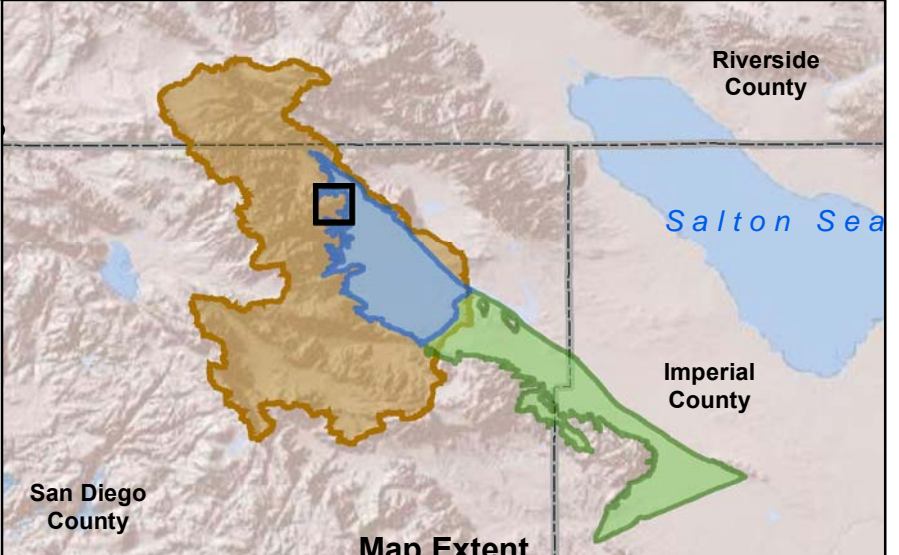 Riverside
County
Salton Sea
Imperial
County
San Diego
County
Map Extent